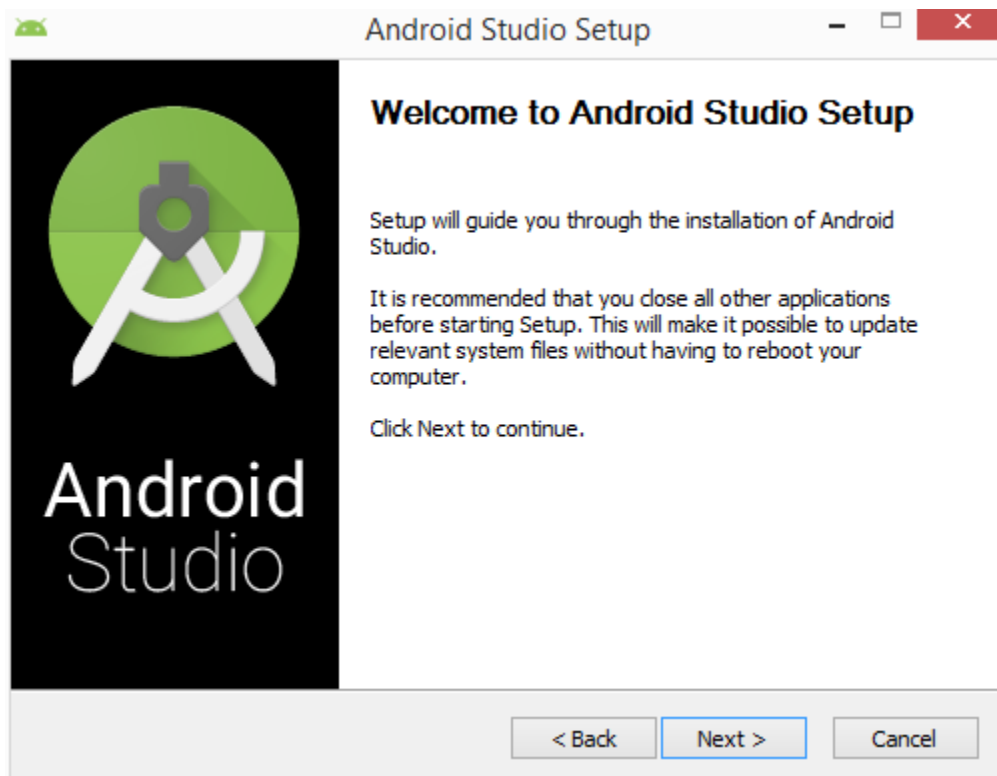 Android Studio Setup
Welcome to Android Studio Setup
Setup will guide you through the installation of Android
Studio.
It is recommended that you close all other applications
before starting Setup. This will make it possible to update
relevant system files without having to reboot your
computer.
Click Next to continue.
Android
Studio
< Back Next > Cancel